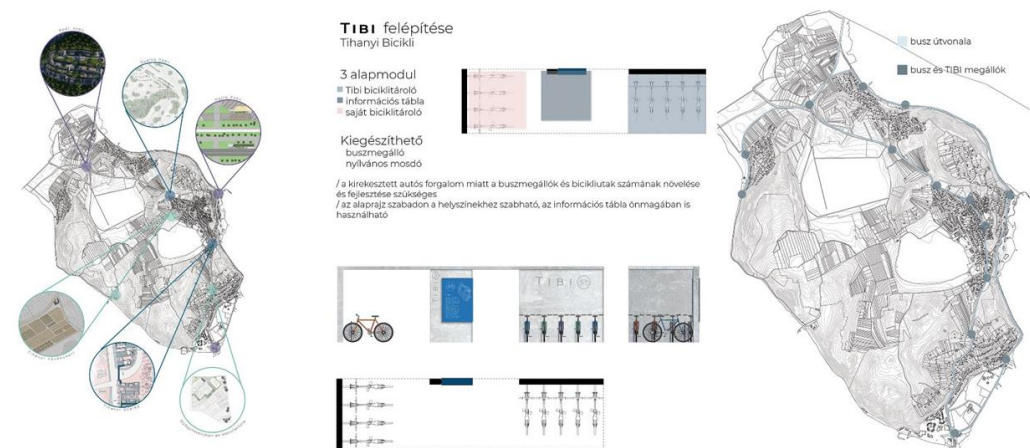 TIBI felépítése
Tihanyi Bicikli
3 alapmodul
Tibi biciklitároló
információs tábla
saját biciklitároló
Kiegészíthető
buszmegálló
nyilvános mosdó
/ a kirekesztett autós forgalom miatt a buszmegállók és bicikliutak számának növelése
és fejlesztése szükséges
/ az alaprajz szabadon a helyszínekhez szabható, az információs tábla önmagában is
használható
TIBI
TIBI
busz útvonala
busz és TIBI megállók